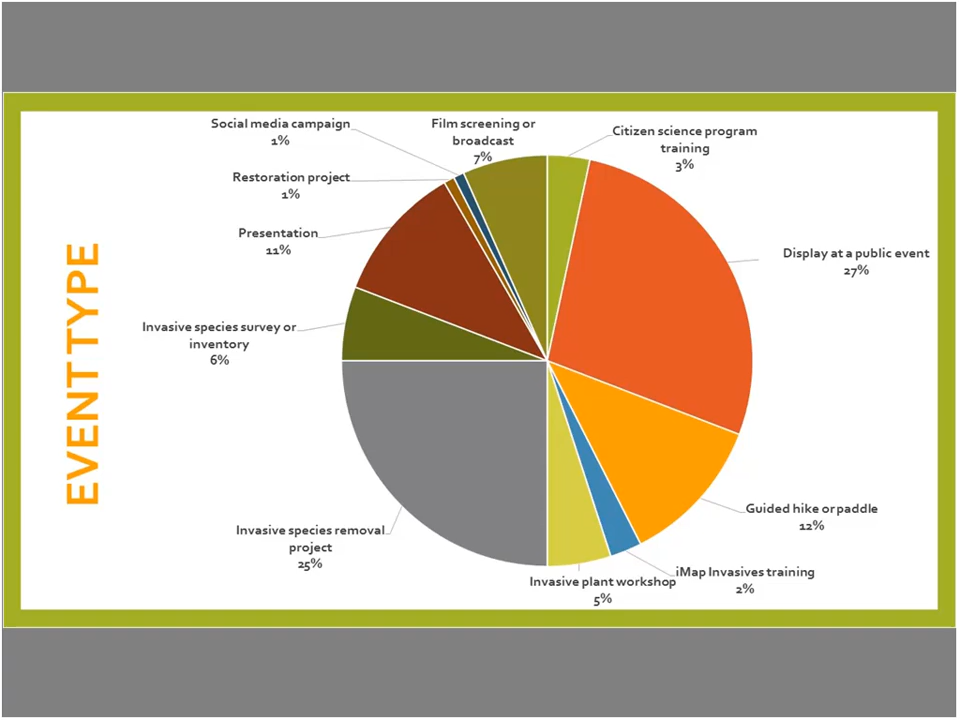 EVENT TYPE
Social media campaign
1%
Film screening or
broadcast
7%
Citizen science program
training
3%
Restoration project
1%
Presentation
11%
Display at a public event
27%
Invasive species survey or
inventory
6%
Guided hike or paddle
12%
Invasive species removal
project
25%
iMap Invasives training
2%
Invasive plant workshop
5%